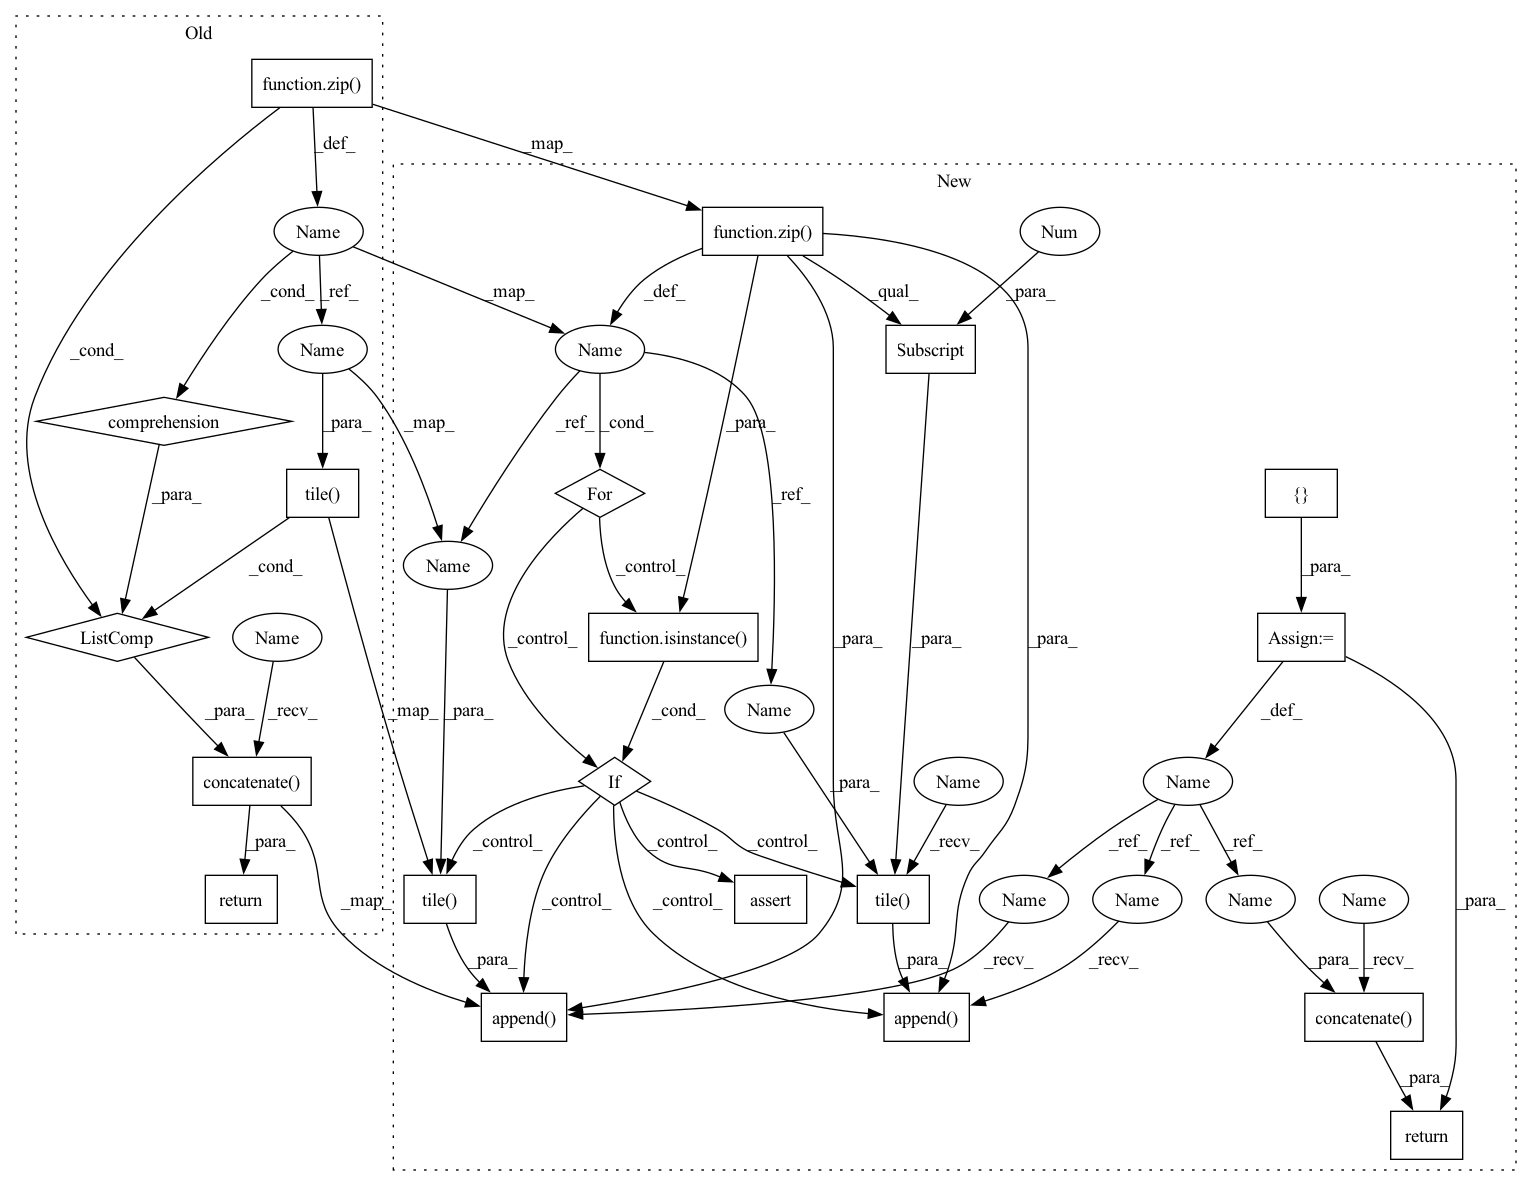 Old
function.zip()
_def_
_map_
New
Name
function.zip()
Num
_cond_
_ref_
_map_
_def_
_qual_
_para_
Name
Name
Subscript
_cond_
comprehension
_para_
_map_
_ref_
_cond_
_para_
_para_
tile()
For
_ref_
{}
_cond_
Name
_control_
_para_
ListComp
Name
_control_
function.isinstance()
_para_
_para_
_para_
Assign:=
_para_
_recv_
_map_
_para_
_cond_
Name
_def_
concatenate()
If
_para_
Name
Name
_para_
_control_
_control_
_control_
_recv_
_ref_
_ref_
_ref_
return
_map_
tile()
_control_
_control_
assert
tile()
Name
Name
Name
Name
_para_
_para_
_para_
_recv_
_recv_
_para_
_recv_
append()
append()
concatenate()
_para_
return